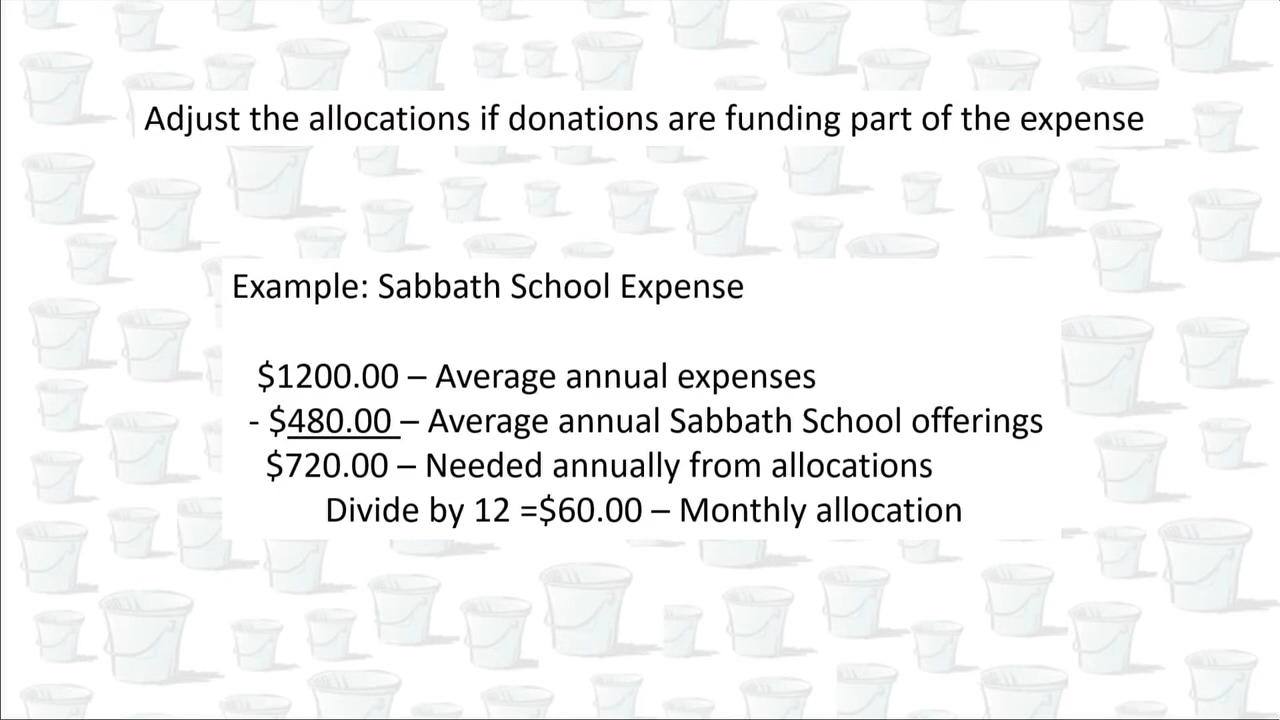 Adjust the allocations if donations are funding part of the expense
Example: Sabbath School Expense
$1200.00 – Average annual expenses
- $480.00 – Average annual Sabbath School offerings
$720.00 – Needed annually from allocations
Divide by 12 =$60.00 – Monthly allocation